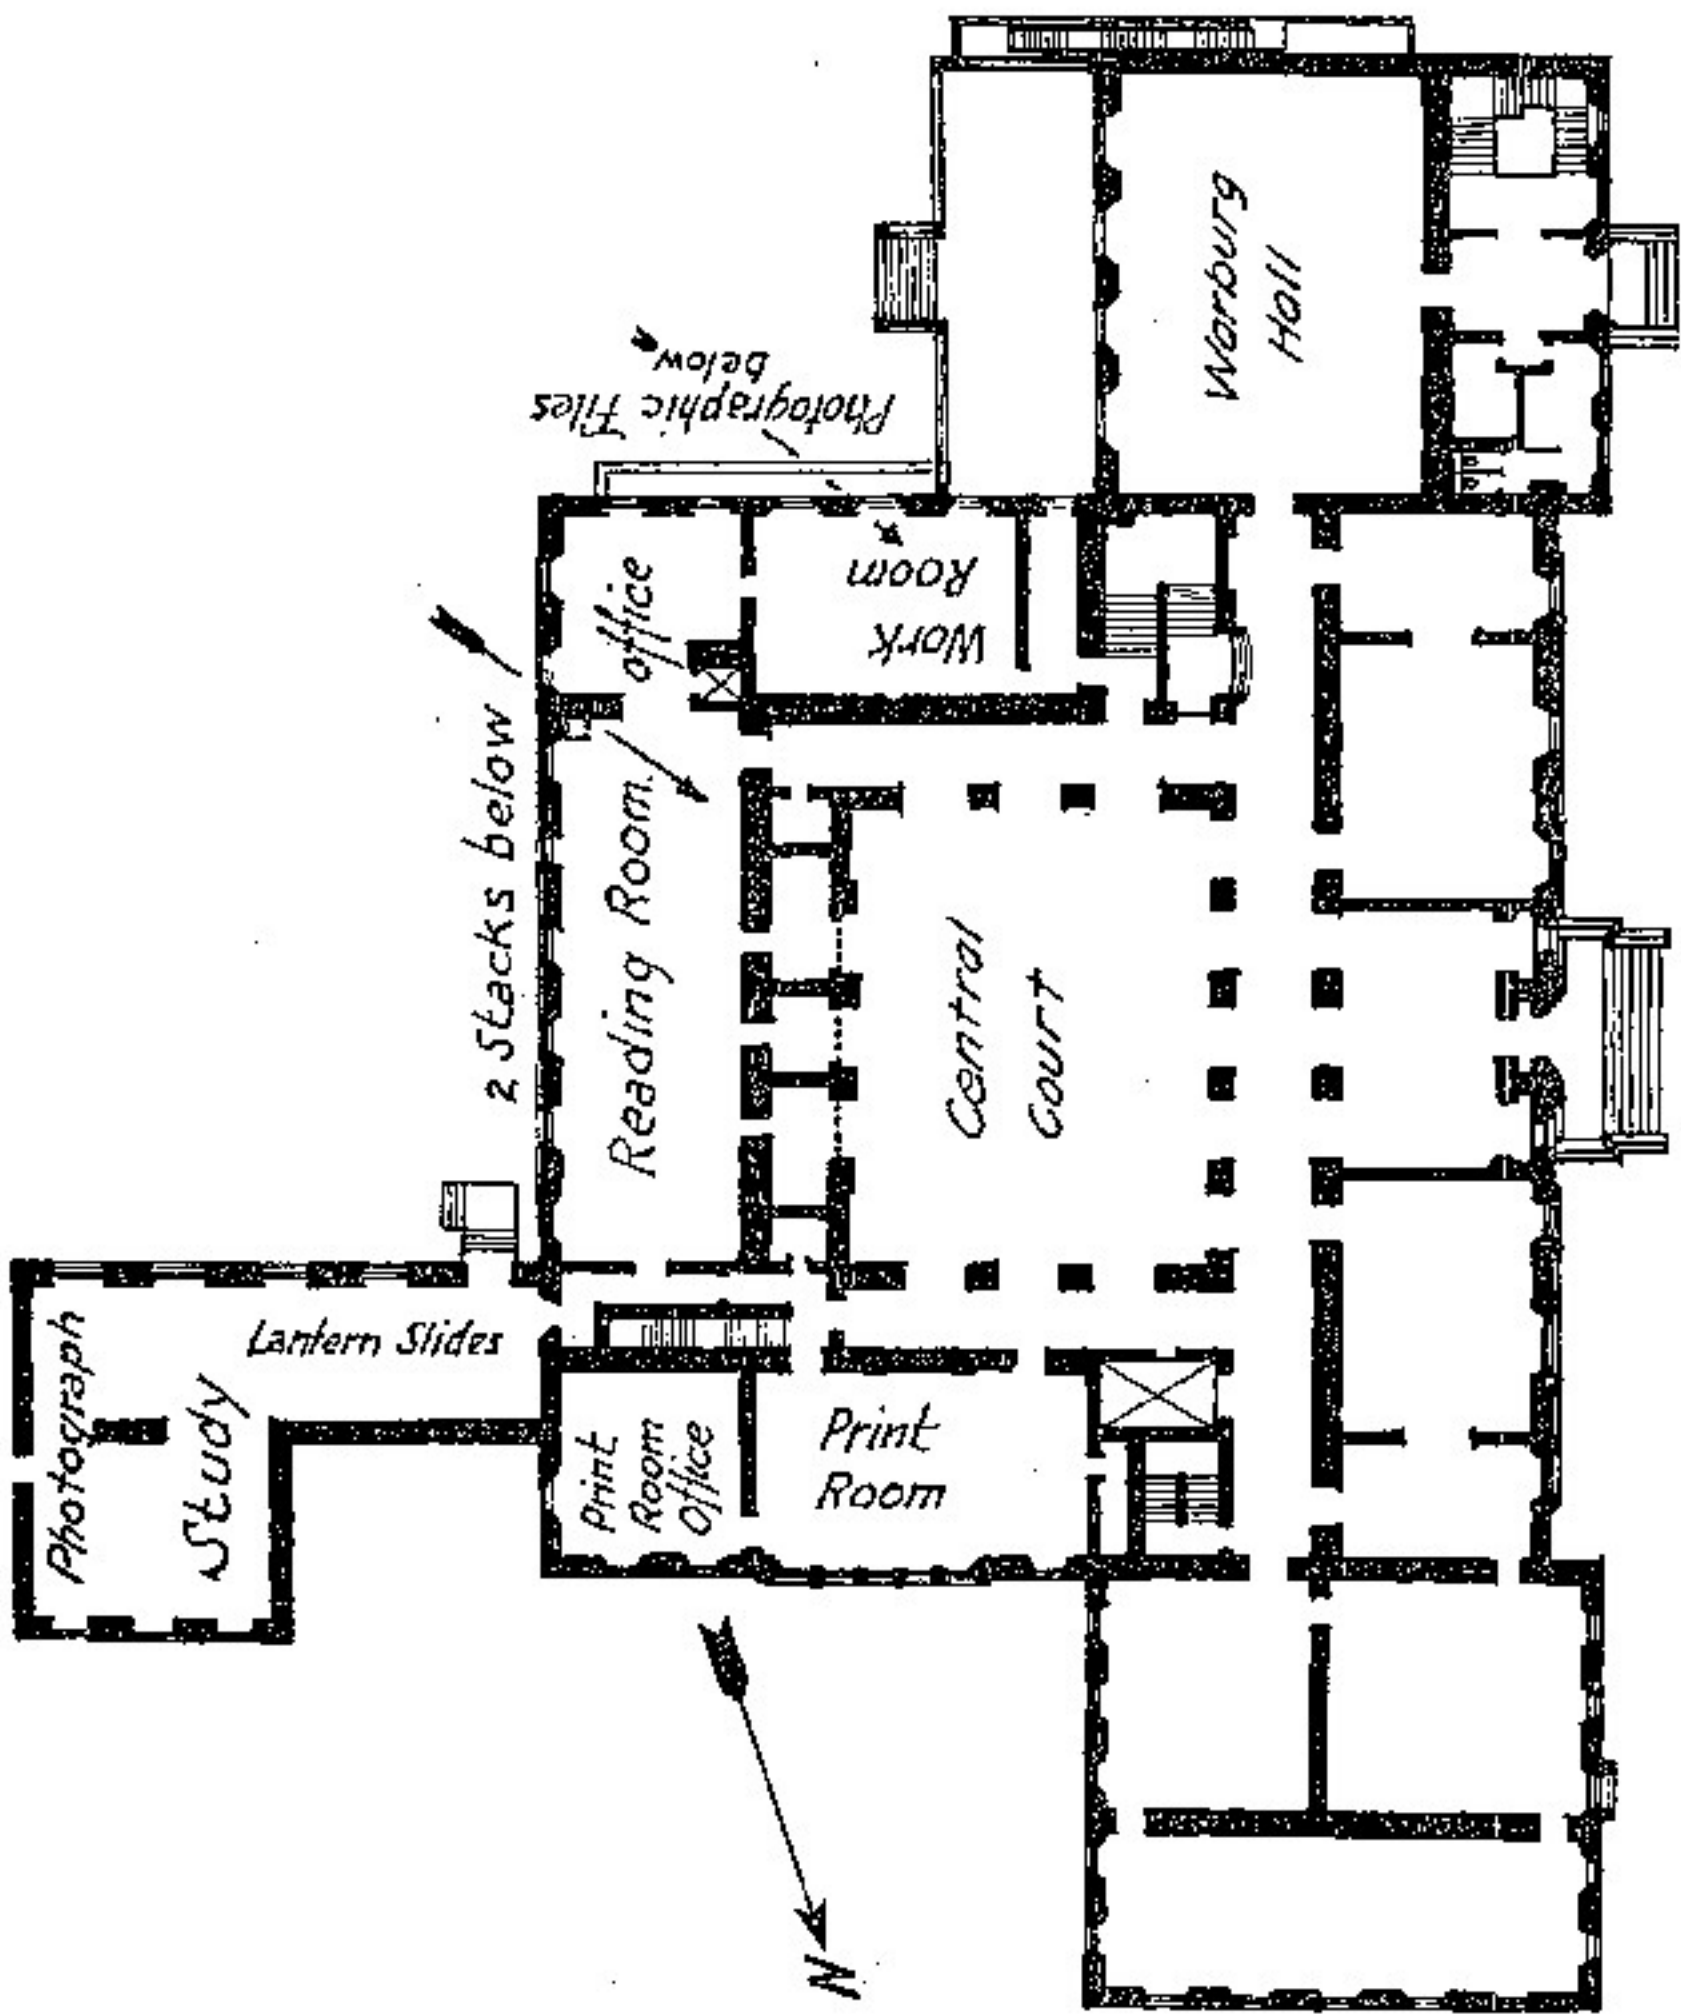 Photographic Files
below
2 Stacks below
office
Work
Room
Reading Room.
Warburg
Hall
Central
Court
Lantern Slides
Photograph
Study
Print
Room
Office
Print
Room
N